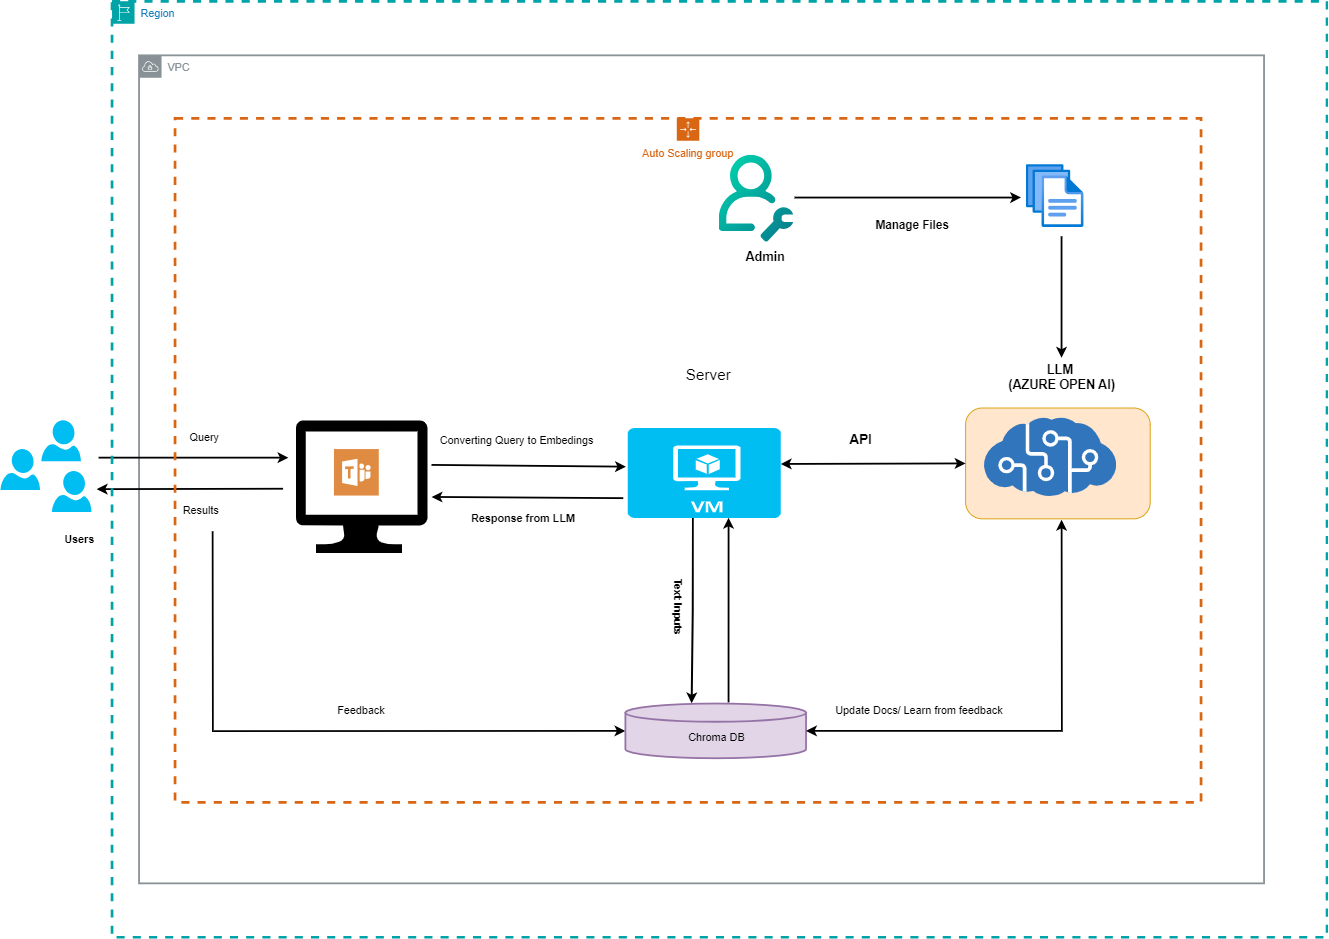 Region
VPC
Auto Scaling group
Manage Files
Admin
Server
LLM
(AZURE OPEN AI)
Query
Converting Query to Embedings
API
T
VM
Results
Response from LLM
Users
Text Inputs
Feedback
Update Docs/ Learn from feedback
Chroma DB